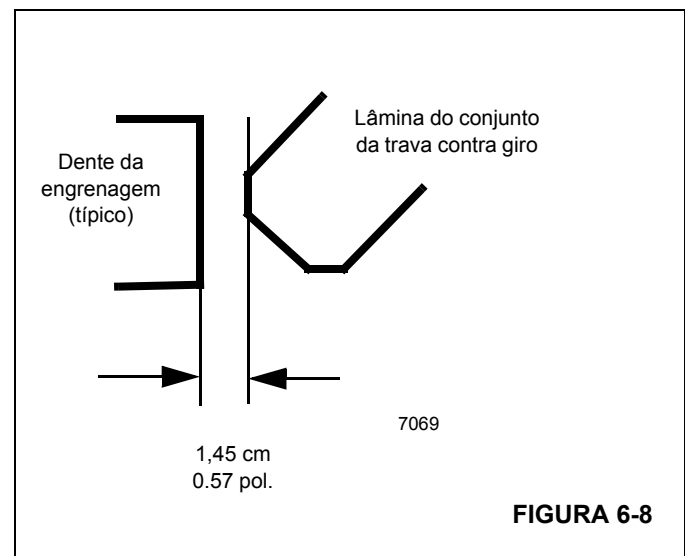 Lâmina do conjunto
da trava contra giro
Dente da
engrenagem
(típico)
7069
1,45 cm
0.57 pol.
FIGURA 6-8